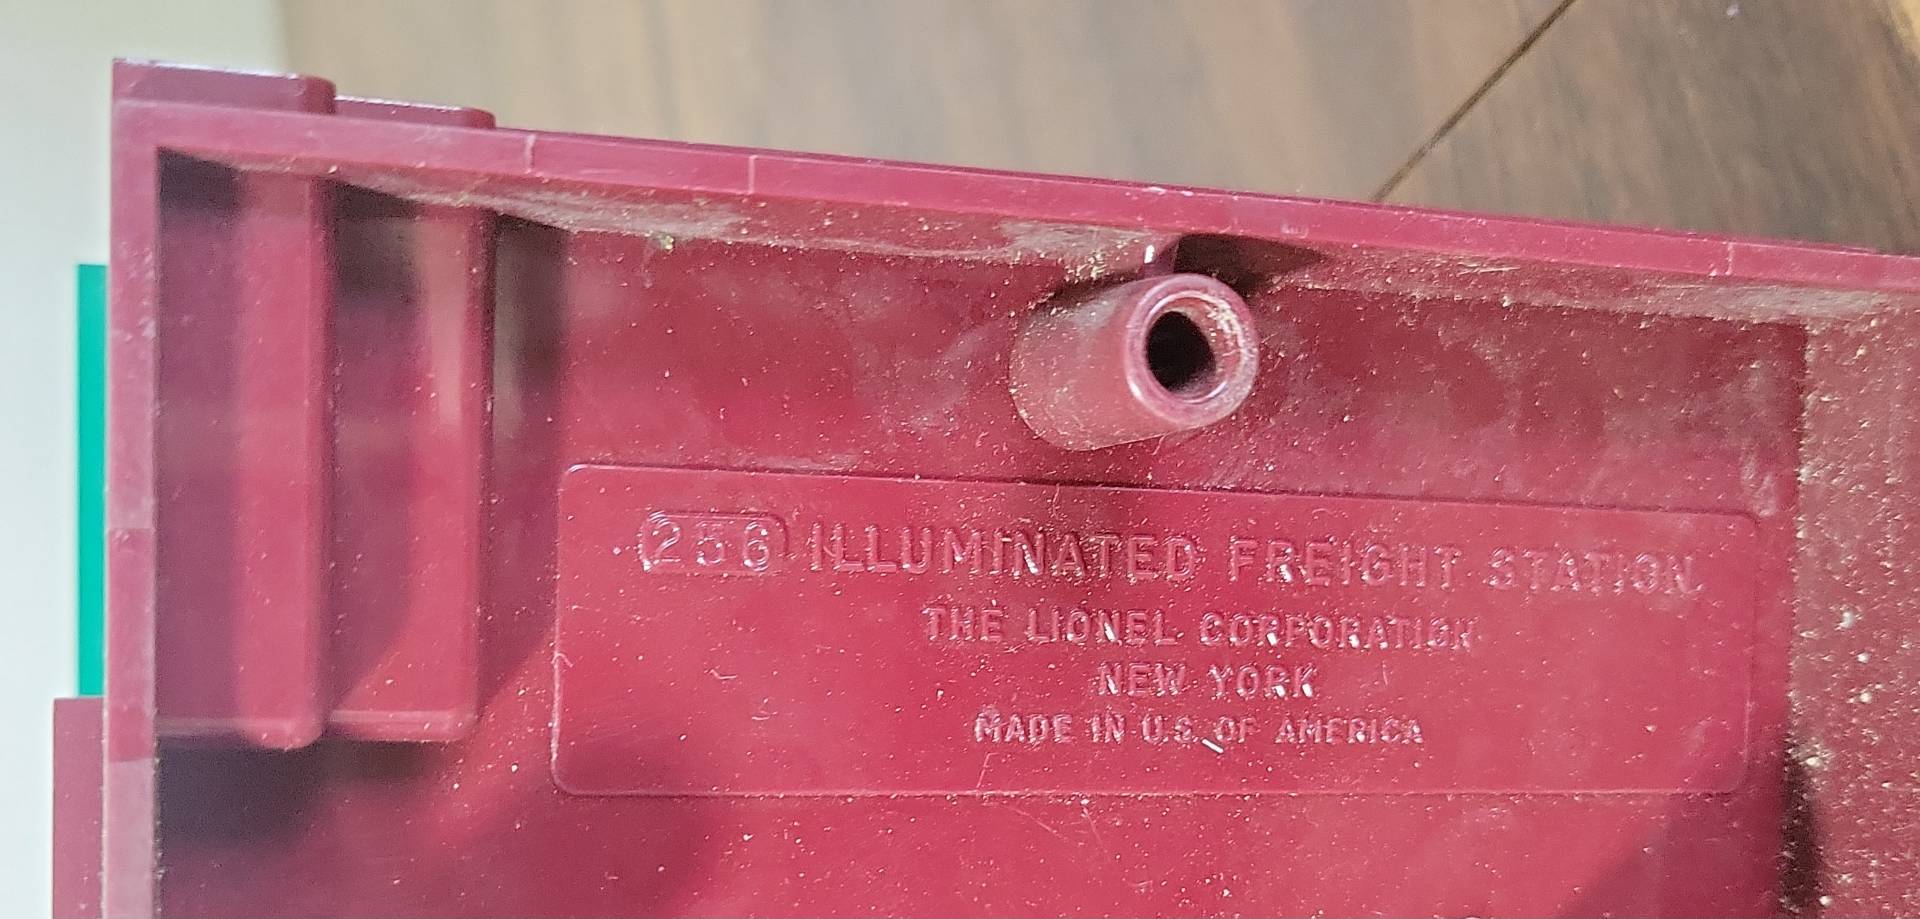 256 ILLUMINATED FREIGHT STATION
THE LIONEL CORPORATION
NEW YORK
MADE IN U.S. OF AMERICA